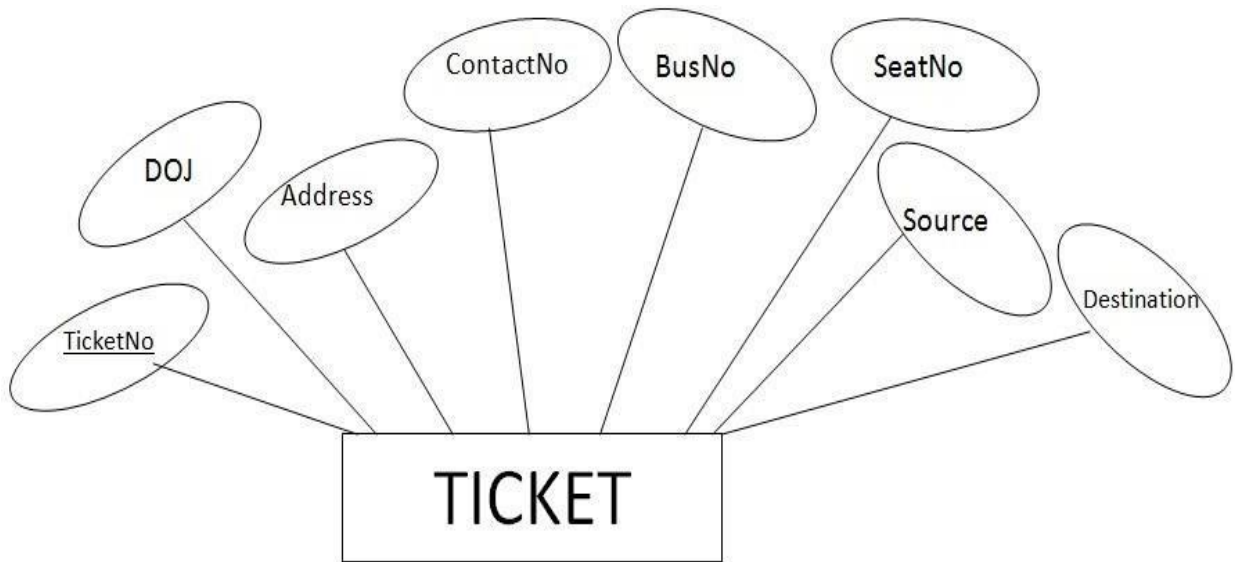 ContactNo
BusNo
SeatNo
DOJ
Address
Source
Destination
TicketNo
TICKET